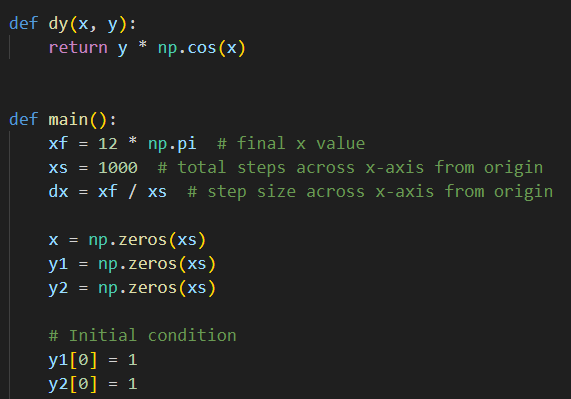 def dy(x, y):
    return y * np.cos(x)
def main():
    xf = 12 * np.pi  # final x value
    xs = 1000  # total steps across x-axis from origin
    dx = xf / xs  # step size across x-axis from origin
    x = np.zeros(xs)
    y1 = np.zeros(xs)
    y2 = np.zeros(xs)
    # Initial condition
    y1[0] = 1
    y2[0] = 1